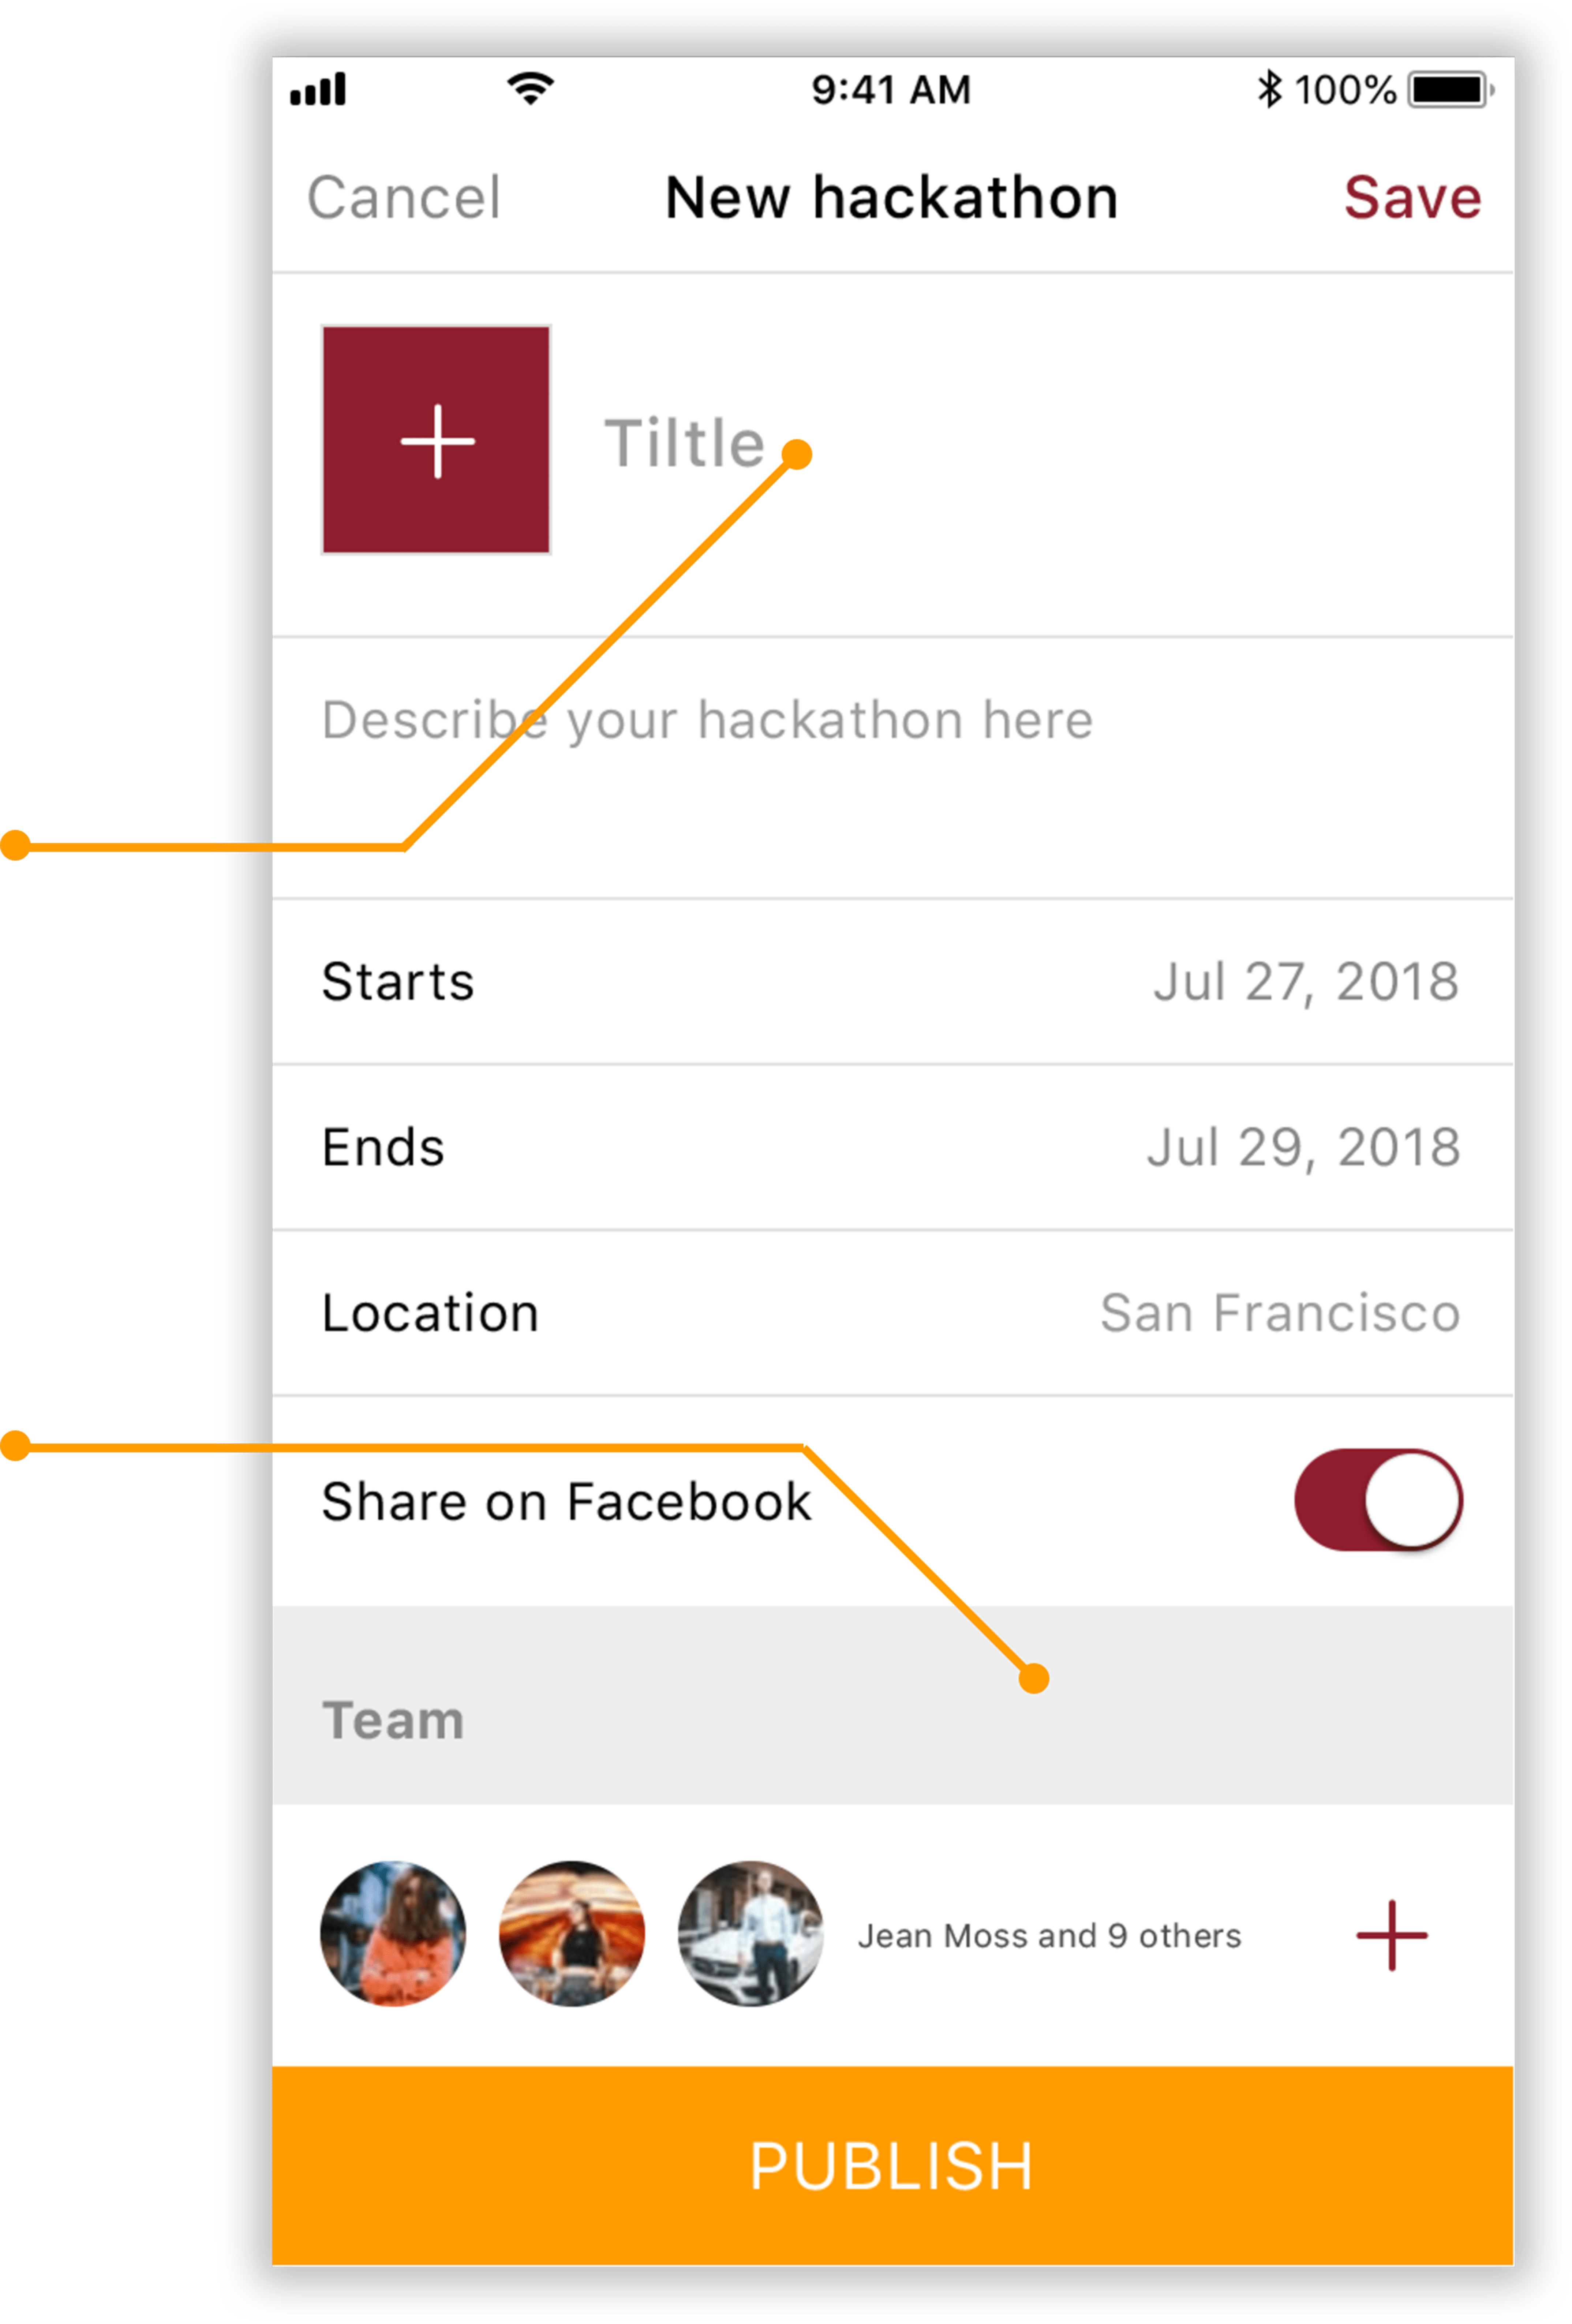 9:41 AM 100%
Cancel New hackathon Save
Tiltle
Describe your hackathon here
Starts Jul 27, 2018
Ends Jul 29, 2018
Location San Francisco
Share on Facebook
Team
Jean Moss and 9 others
PUBLISH